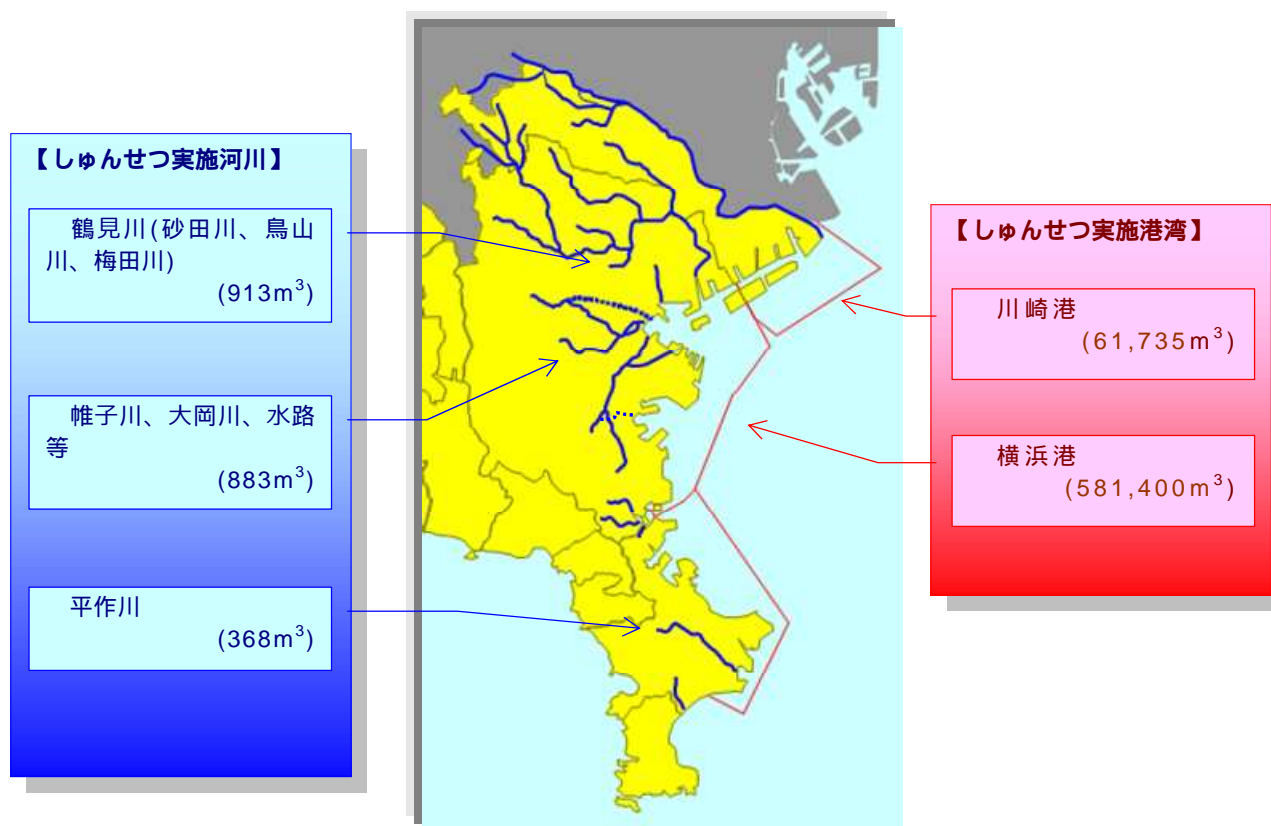 【しゅんせつ実施河川】
鶴見川(砂田川、鳥山
川、梅田川)
(913m³)
帷子川、大岡川、水路
等
(883m³)
平作川
(368m³)
【しゅんせつ実施港湾】
川崎港
(61,735m³)
横浜港
(581,400m³)